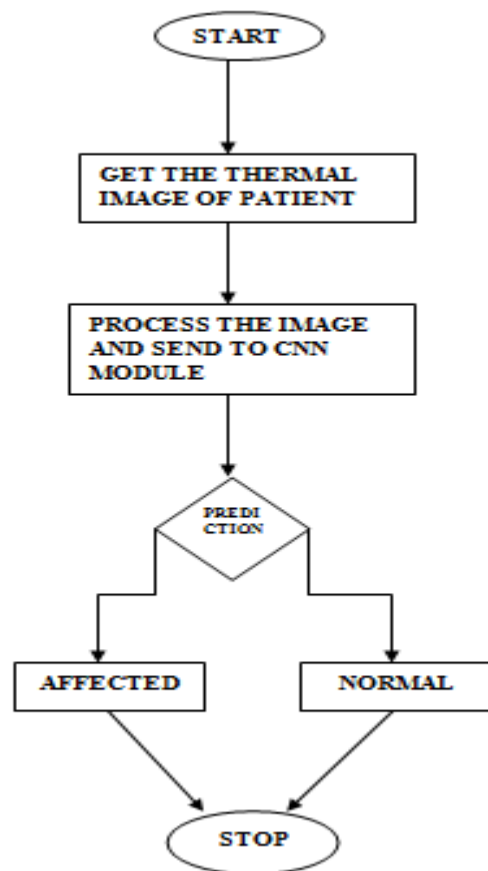 START
GET THE THERMAL
IMAGE OF PATIENT
PROCESS THE IMAGE
AND SEND TO CNN
MODULE
PREDI
CTION
AFFECTED
NORMAL
STOP